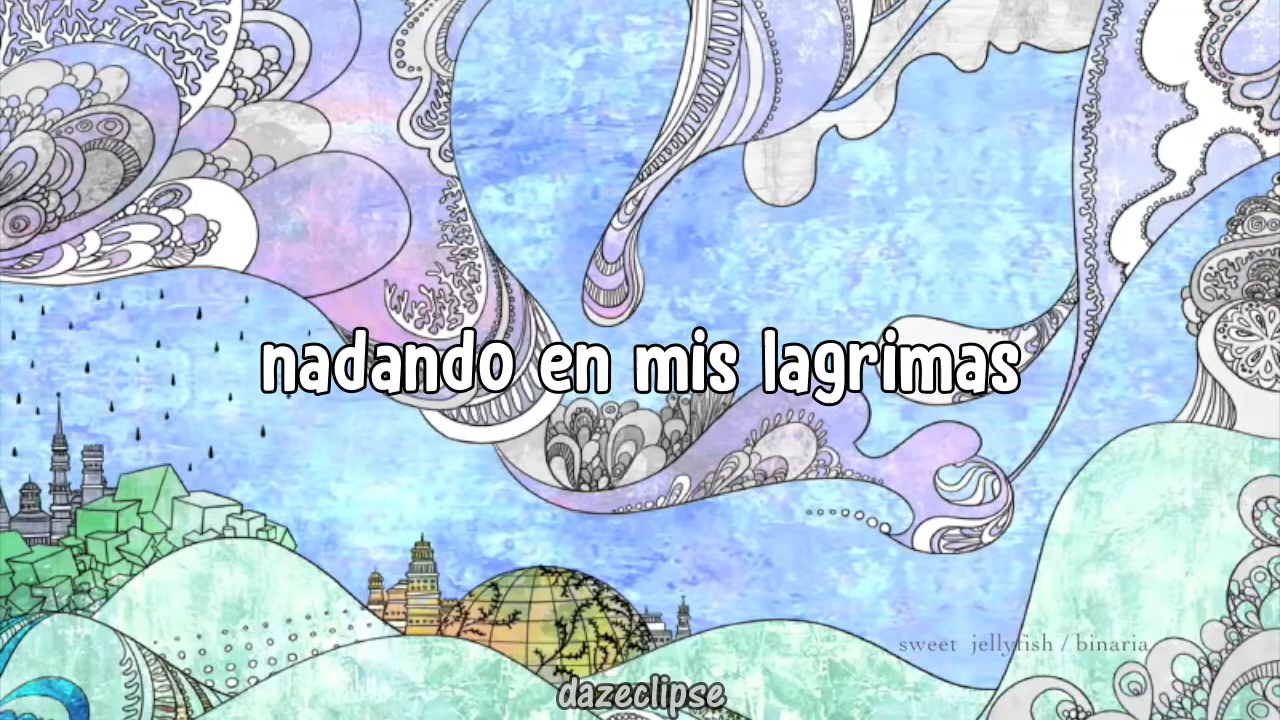 nadando en mis lagrimas
sweet jellyfish / binaria
dazeclipse